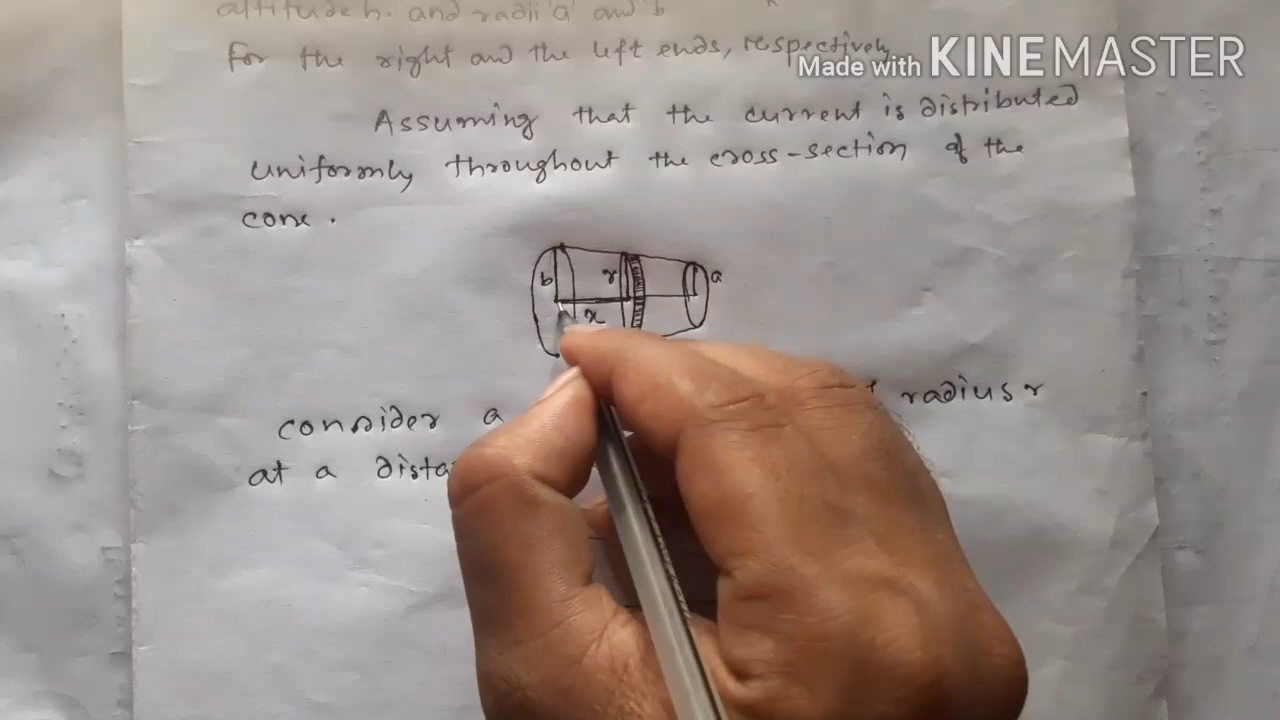 altitude h. and radii 'a' and 'b'
for the right and the left ends, respectively
Made with KINEMASTER
Assuming that the current is distributed
uniformly throughout the cross-section of the
cone.
b r a
x
consider a radius r
at a